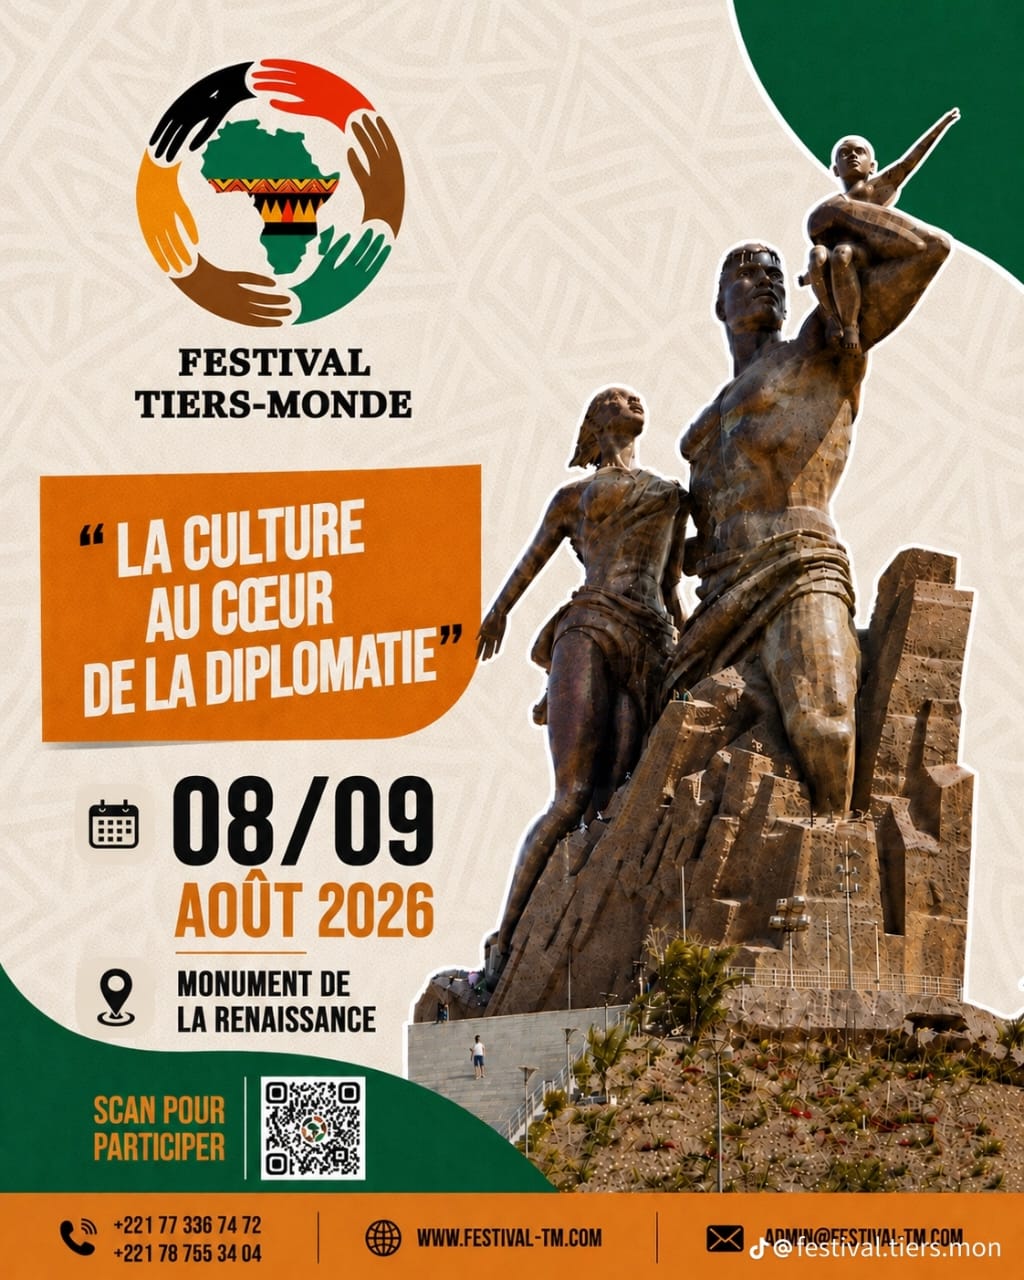 FESTIVAL
TIERS-MONDE
“ LA CULTURE
AU CŒUR
DE LA DIPLOMATIE”
08/09
AOÛT 2026
MONUMENT DE
LA RENAISSANCE
SCAN POUR
PARTICIPER
+221 77 336 74 72
+221 78 755 34 04
WWW.FESTIVAL-TM.COM
ADMIN@FESTIVAL-TM.COM
@festival.tiers.mon